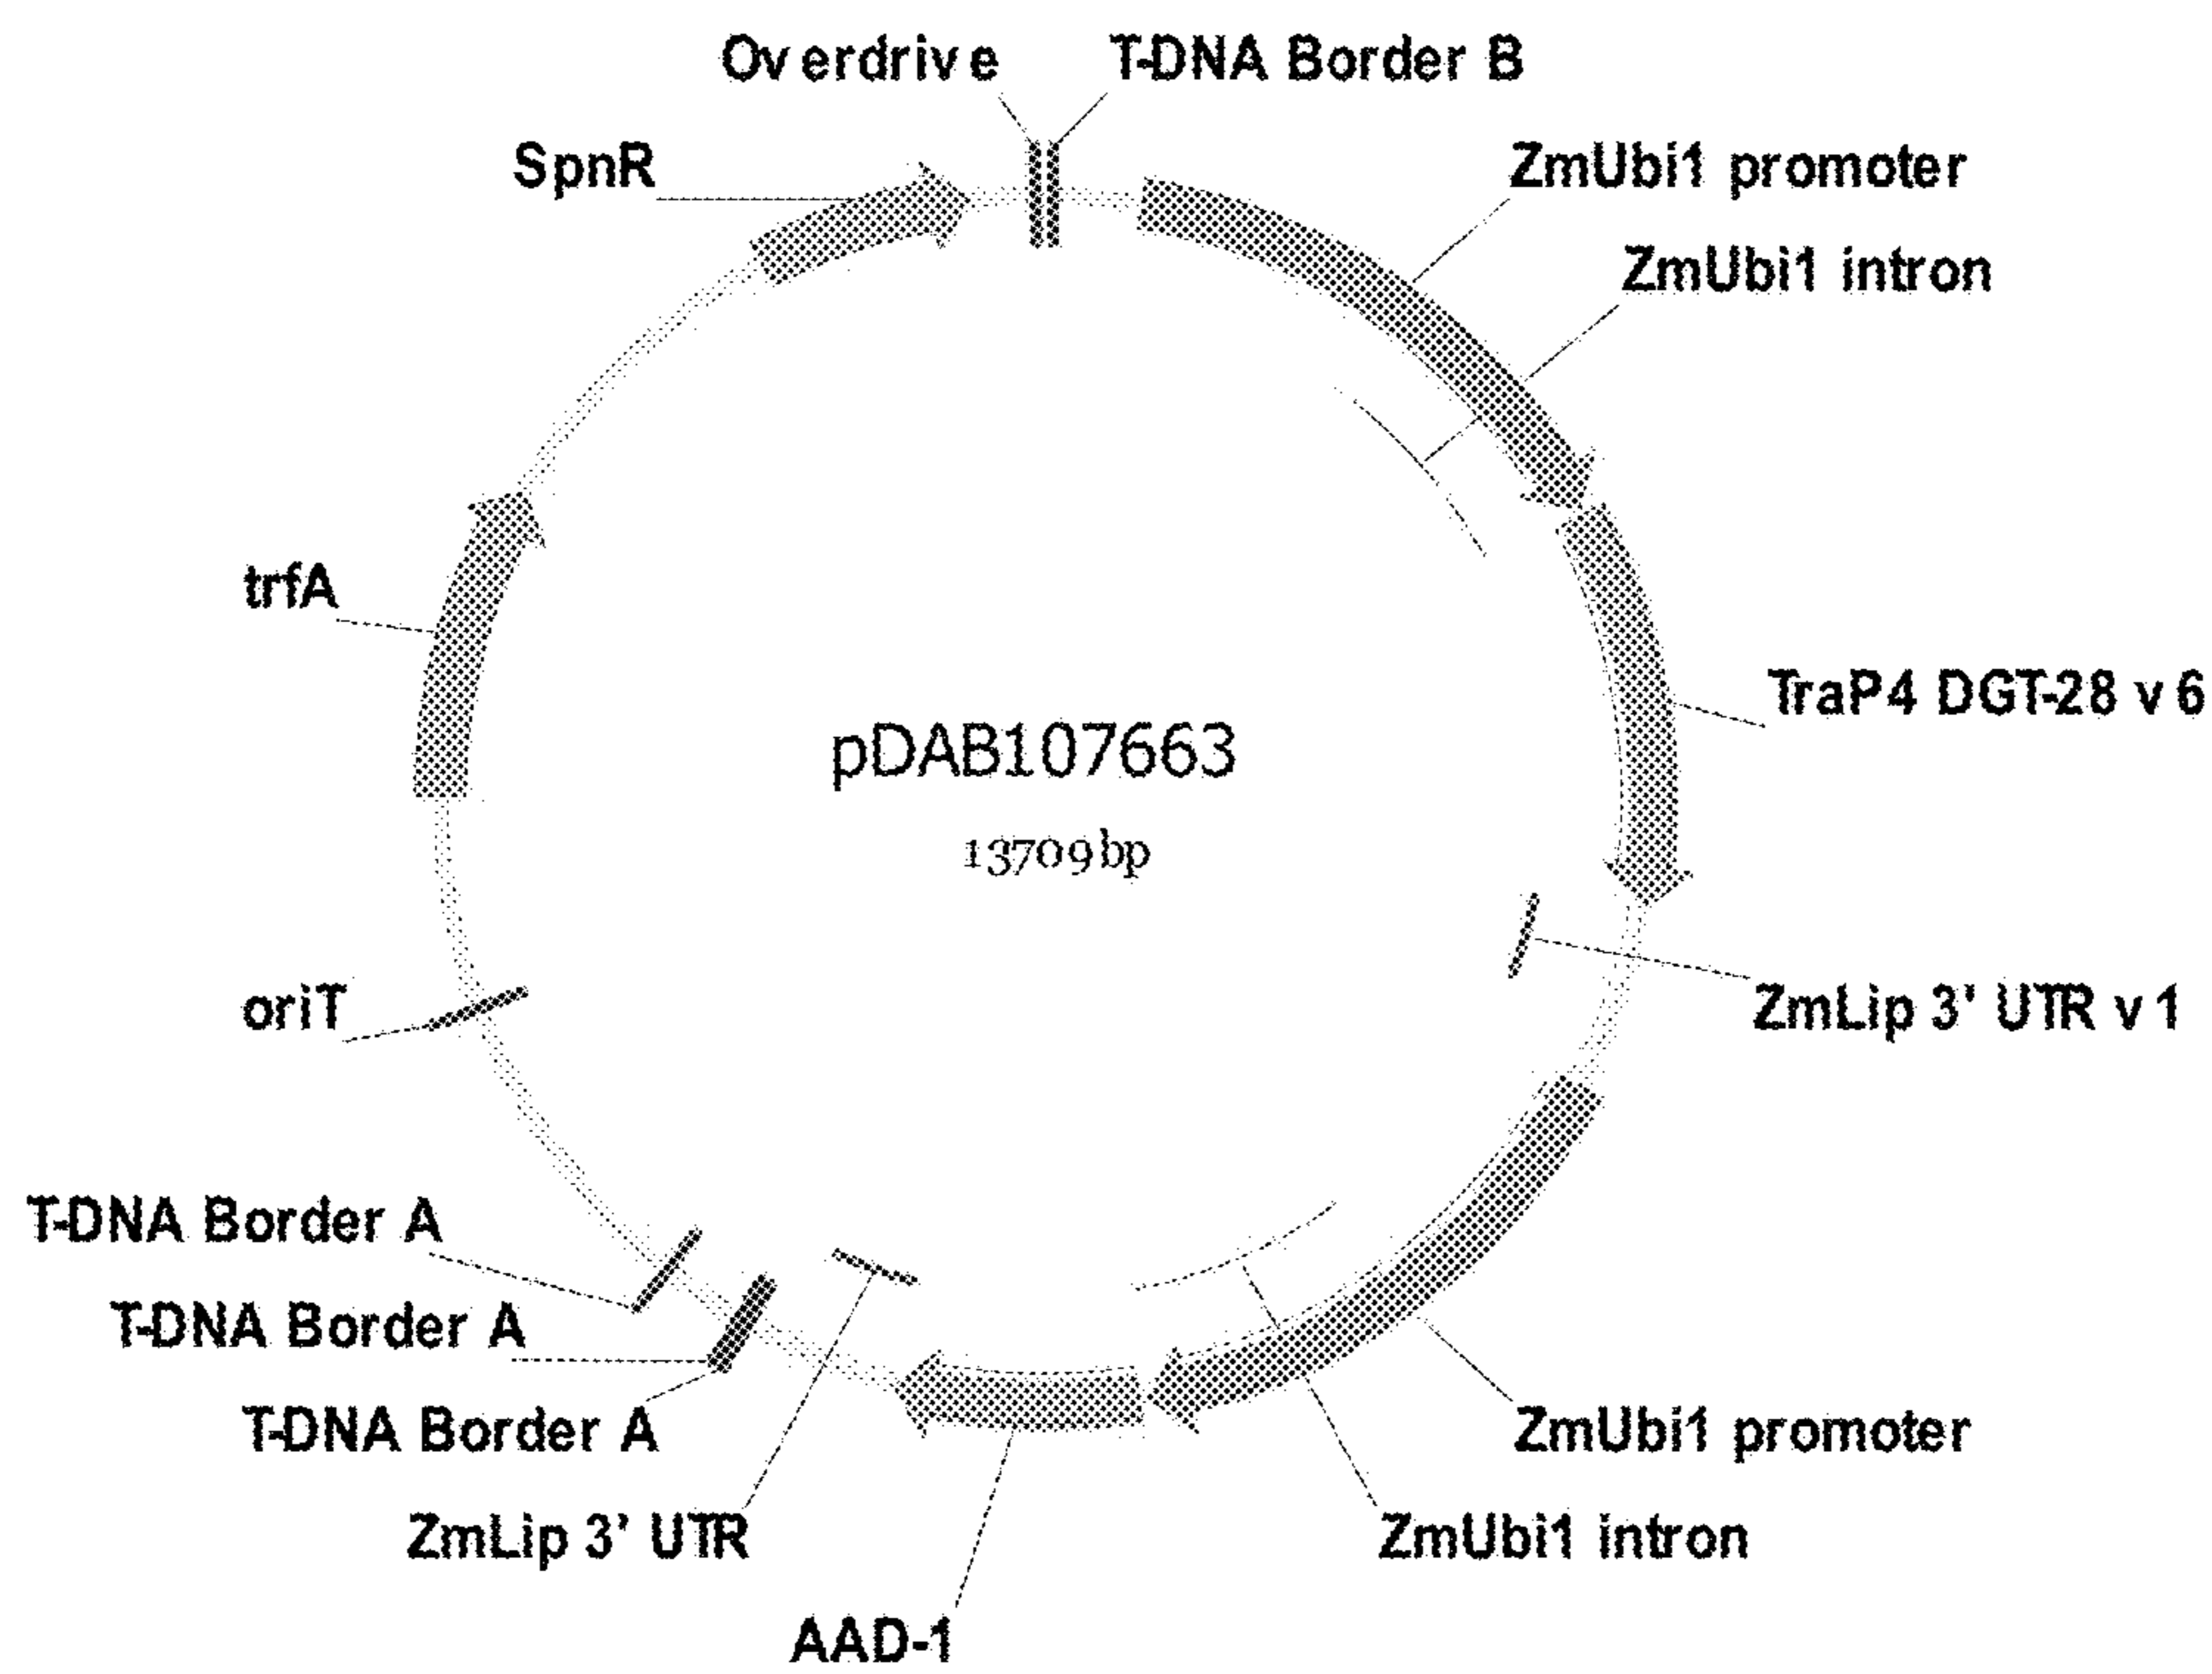 Overdrive
T-DNA Border B
SpnR
ZmUbi1 promoter
ZmUbi1 intron
trfA
TraP4 DGT-28 v6
pDAB107663
13709bp
oriT
ZmLip 3' UTR v1
T-DNA Border A
T-DNA Border A
T-DNA Border A
ZmUbi1 promoter
ZmLip 3' UTR
ZmUbi1 intron
AAD-1